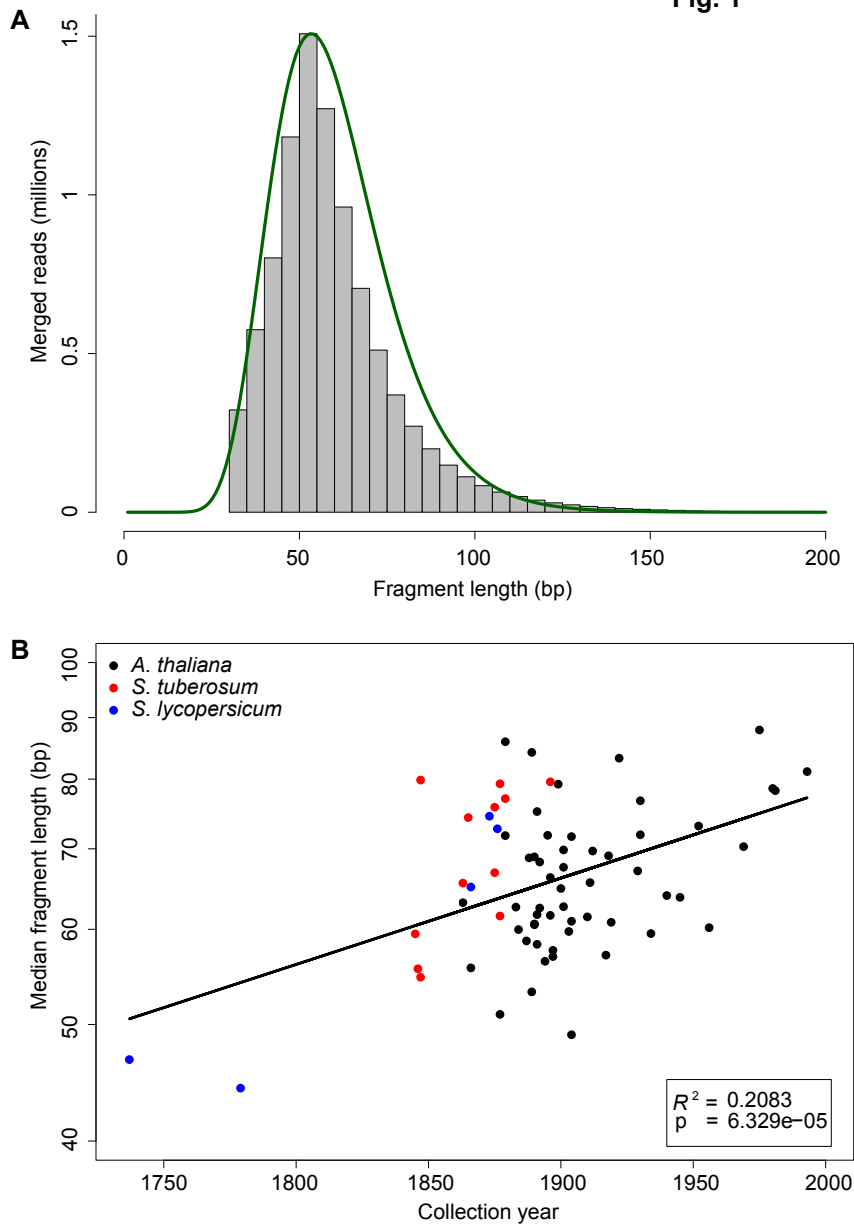 Fig. 1
A
1.5
1
0.5
0
Merged reads (millions)
0 50 100 150 200
Fragment length (bp)
B
A. thaliana
S. tuberosum
S. lycopersicum
100
90
80
70
60
50
40
Median fragment length (bp)
R² = 0.2083
p = 6.329e−05
1750 1800 1850 1900 1950 2000
Collection year